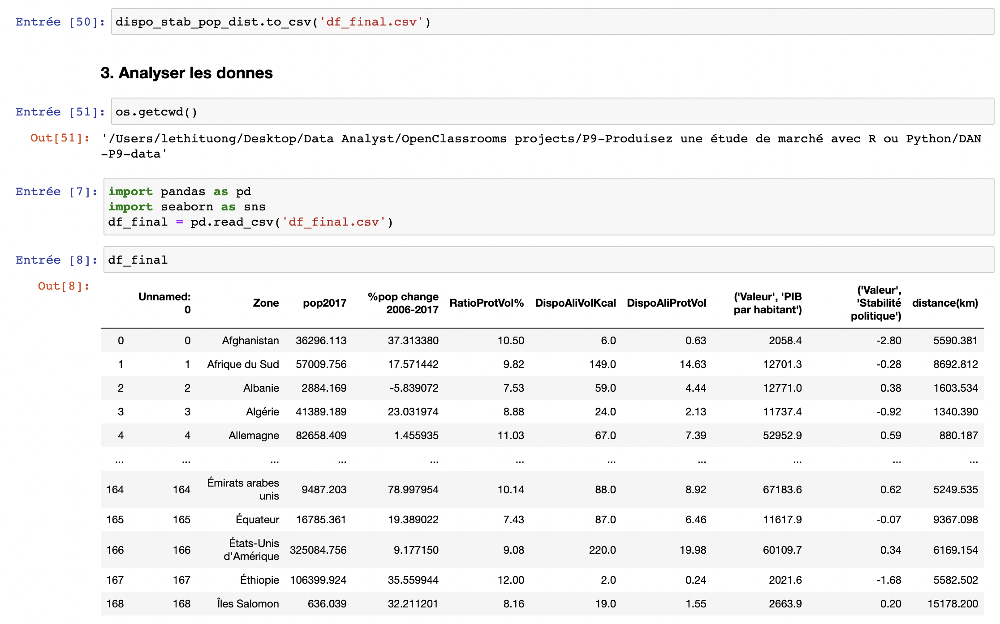 Entrée [50]: dispo_stab_pop_dist.to_csv('df_final.csv')
3. Analyser les donnes
Entrée [51]: os.getcwd()
Out[51]: '/Users/lethituong/Desktop/Data Analyst/OpenClassrooms projects/P9-Produisez une étude de marché avec R ou Python/DAN
-P9-data'
Entrée [7]: import pandas as pd
import seaborn as sns
df_final = pd.read_csv('df_final.csv')
Entrée [8]: df_final
Out[8]:
Unnamed: 0 Zone pop2017 %pop change 2006-2017 RatioProtVol% DispoAliVolKcal DispoAliProtVol ('Valeur', 'PIB par habitant') ('Valeur', 'Stabilité politique') distance(km)
0 0 Afghanistan 36296.113 37.313380 10.50 6.0 0.63 2058.4 -2.80 5590.381
1 1 Afrique du Sud 57009.756 17.571442 9.82 149.0 14.63 12701.3 -0.28 8692.812
2 2 Albanie 2884.169 -5.839072 7.53 59.0 4.44 12771.0 0.38 1603.534
3 3 Algérie 41389.189 23.031974 8.88 24.0 2.13 11737.4 -0.92 1340.390
4 4 Allemagne 82658.409 1.455935 11.03 67.0 7.39 52952.9 0.59 880.187
... ... ... ... ... ... ... ... ... ... ...
164 164 Émirats arabes unis 9487.203 78.997954 10.14 88.0 8.92 67183.6 0.62 5249.535
165 165 Équateur 16785.361 19.389022 7.43 87.0 6.46 11617.9 -0.07 9367.098
166 166 États-Unis d'Amérique 325084.756 9.177150 9.08 220.0 19.98 60109.7 0.34 6169.154
167 167 Éthiopie 106399.924 35.559944 12.00 2.0 0.24 2021.6 -1.68 5582.502
168 168 Îles Salomon 636.039 32.211201 8.16 19.0 1.55 2663.9 0.20 15178.200